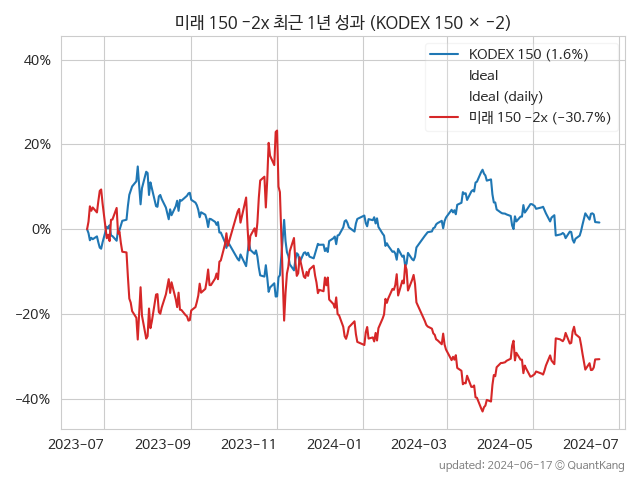 미래 150 -2x 최근 1년 성과 (KODEX 150 × -2)
KODEX 150 (1.6%)
Ideal
Ideal (daily)
미래 150 -2x (-30.7%)
40%
20%
0%
-20%
-40%
2023-07 2023-09 2023-11 2024-01 2024-03 2024-05 2024-07
updated: 2024-06-17 © QuantKang